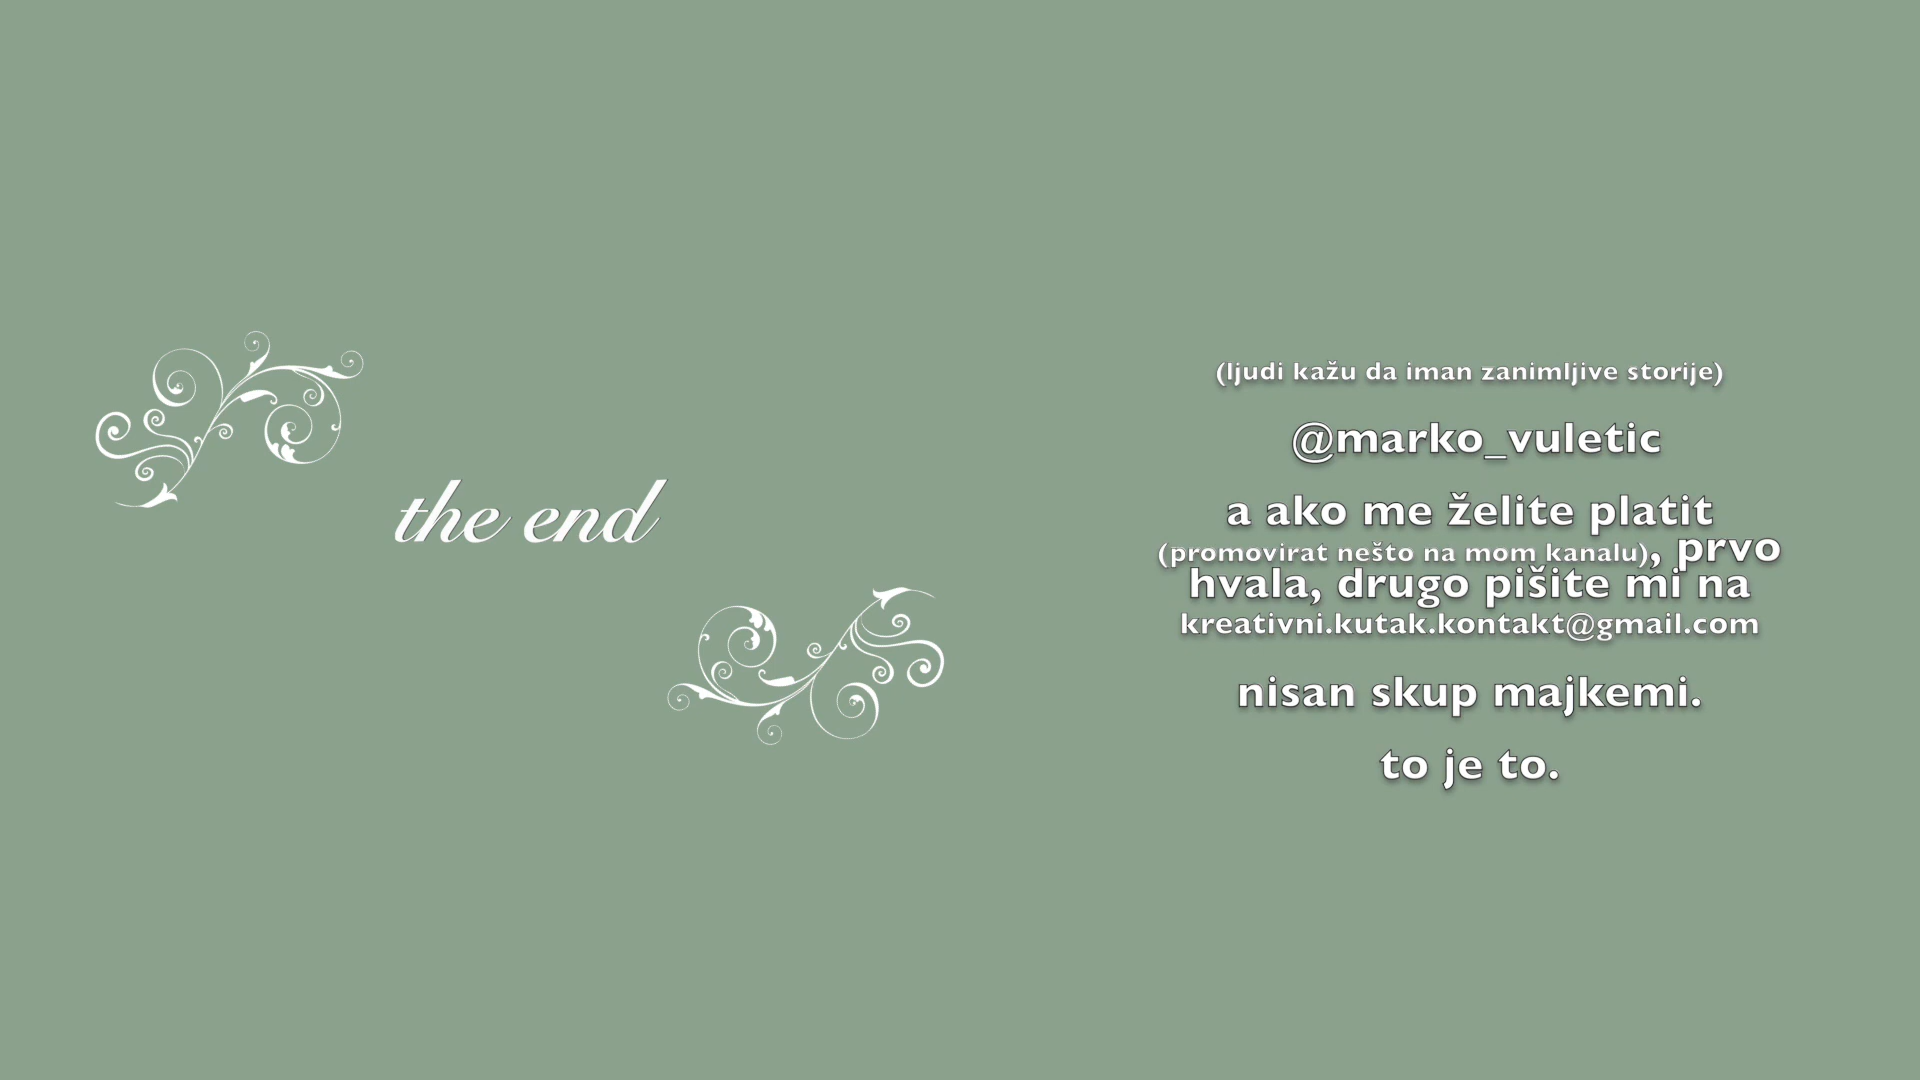 the end
(ljudi kažu da iman zanimljive storije)
@marko_vuletic
a ako me želite platit
(promovirat nešto na mom kanalu), prvo
hvala, drugo pišite mi na
kreativni.kutak.kontakt@gmail.com
nisan skup majkemi.
to je to.